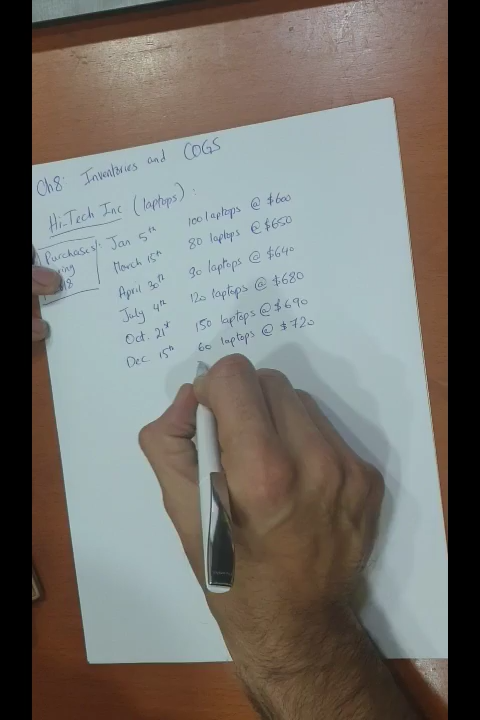 Ch8: Inventories and COGS
Hi-Tech Inc (laptops):
Purchases: Jan 5th 100 laptops @ $600
March 15th 80 laptops @ $650
April 30th 90 laptops @ $640
July 4th 120 laptops @ $680
Oct. 21st 150 laptops @ $690
Dec 15th 60 laptops @ $720